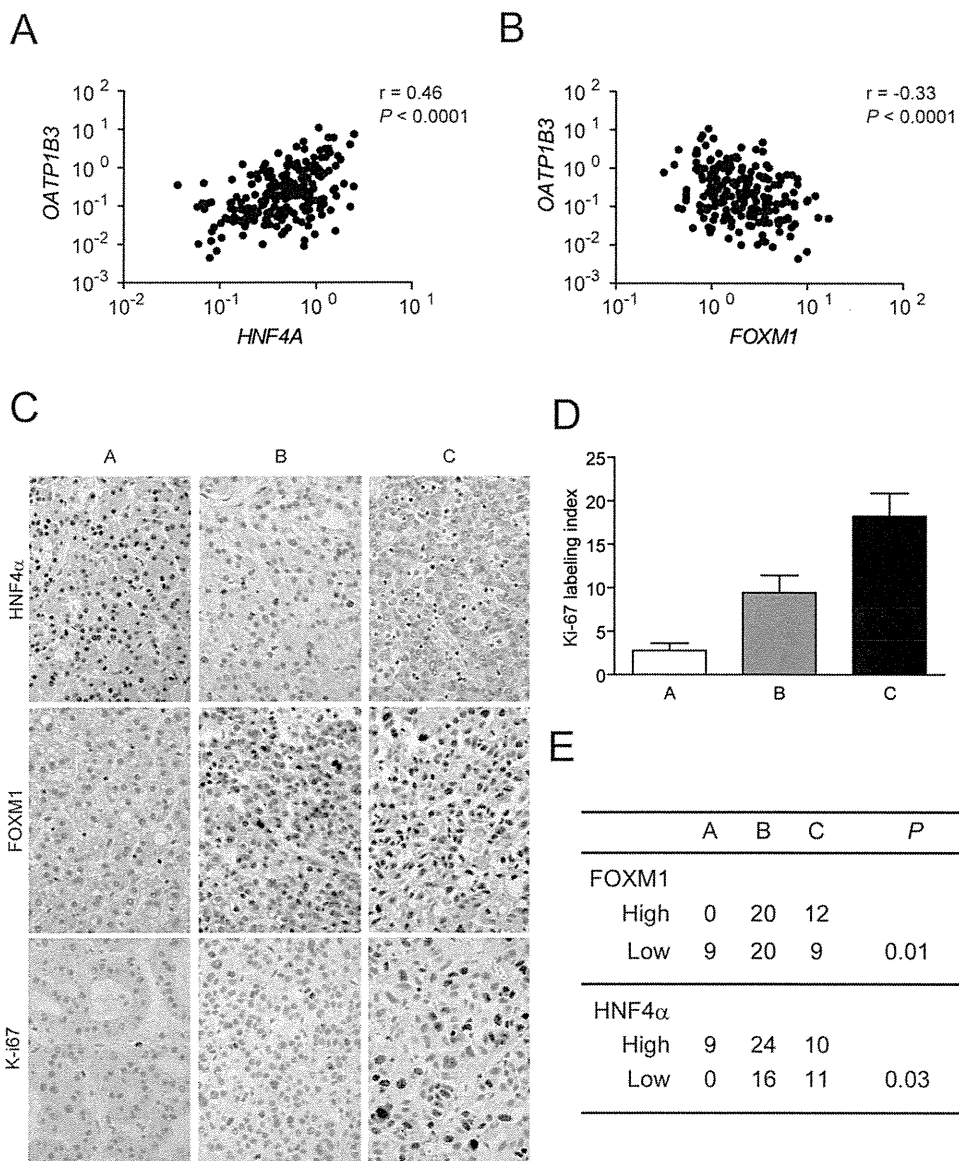 A
r = 0.46
P < 0.0001
10^2
10^1
10^0
10^-1
10^-2
10^-3
OATP1B3
10^-2 10^-1 10^0 10^1
HNF4A
B
r = -0.33
P < 0.0001
10^2
10^1
10^0
10^-1
10^-2
10^-3
OATP1B3
10^-1 10^0 10^1 10^2
FOXM1
C
A B C
HNF4α
FOXM1
K-i67
D
Ki-67 labeling index
25
20
15
10
5
0
A B C
E
A B C P
FOXM1
High 0 20 12
Low 9 20 9 0.01
HNF4α
High 9 24 10
Low 0 16 11 0.03